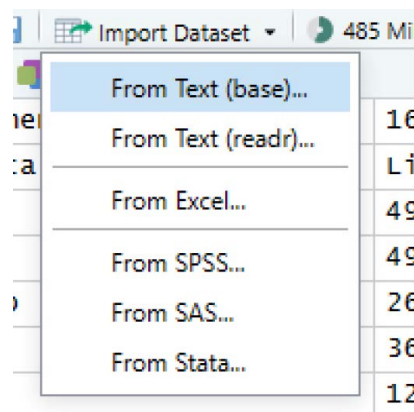 Import Dataset
485 Mi
From Text (base)...
From Text (readr)...
From Excel...
From SPSS...
From SAS...
From Stata...
16
Li
49
49
26
36
12